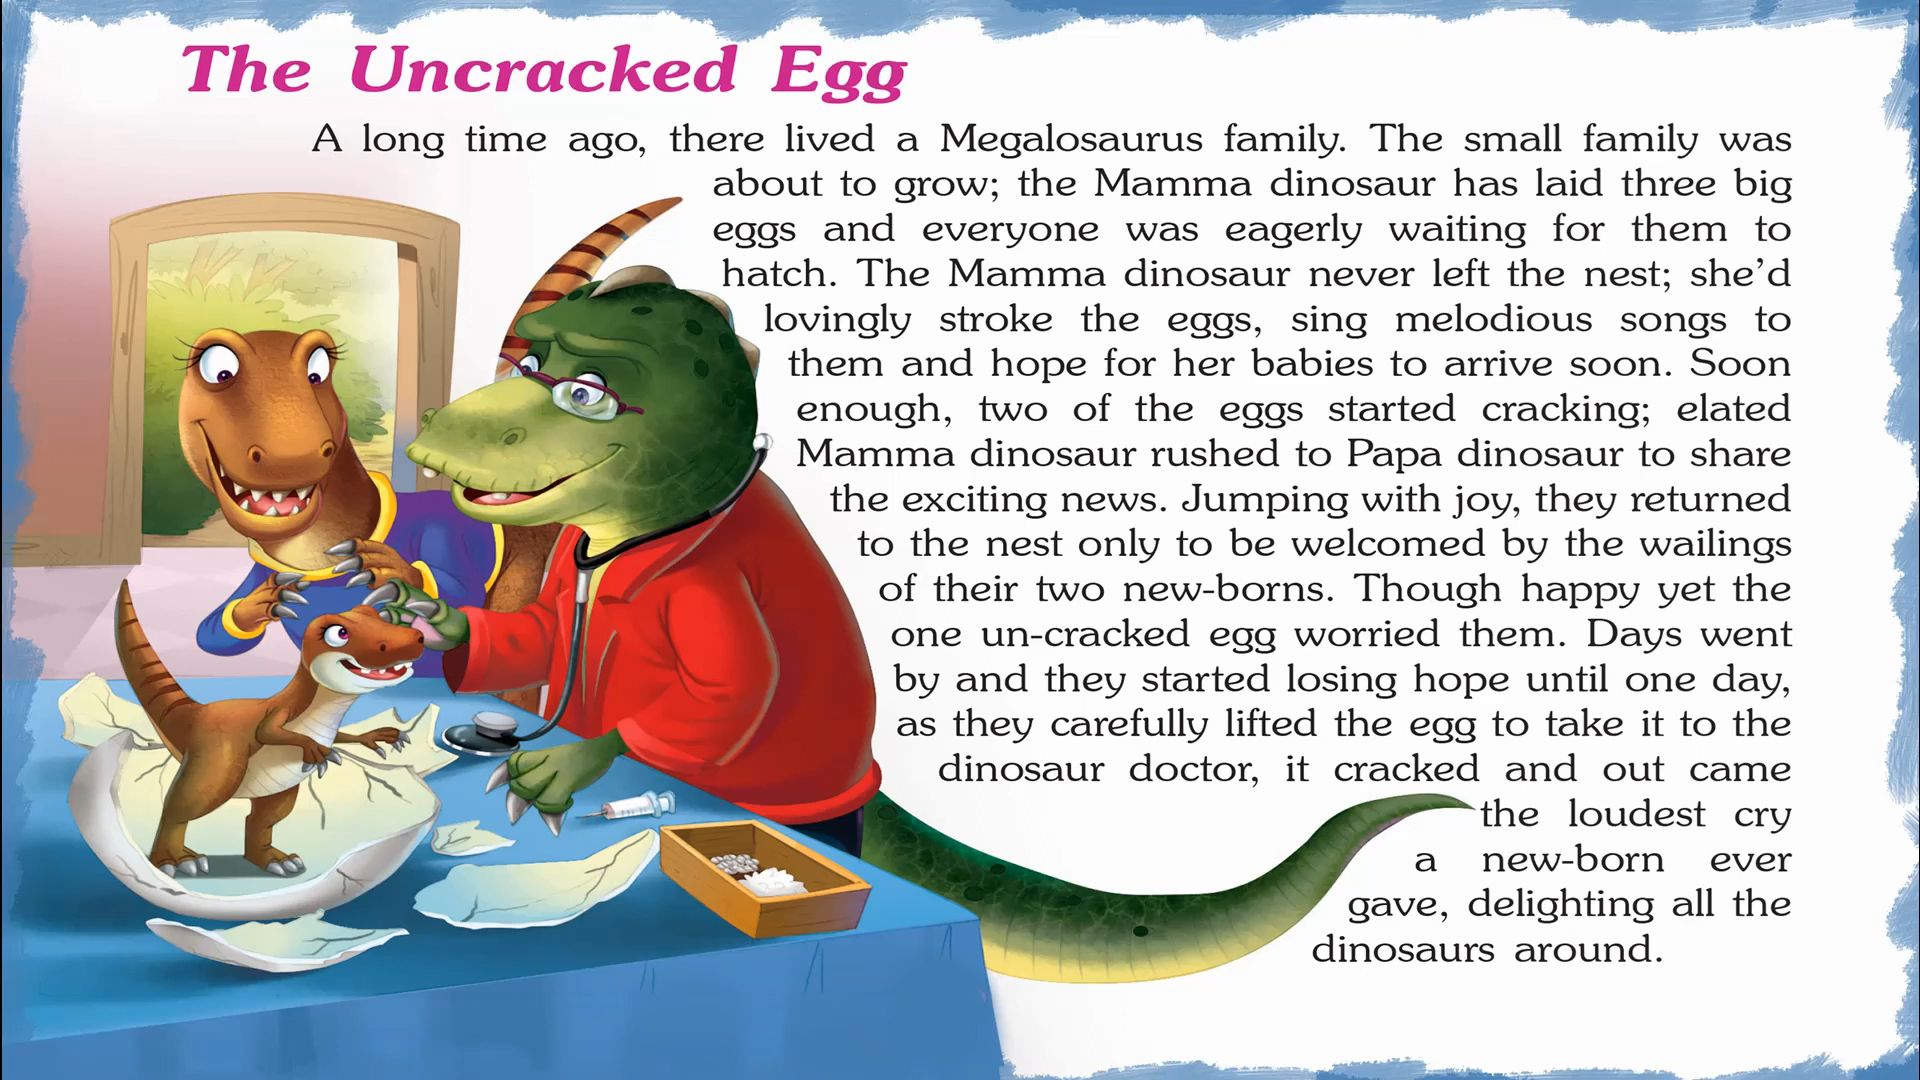 The Uncracked Egg
A long time ago, there lived a Megalosaurus family. The small family was
about to grow; the Mamma dinosaur has laid three big
eggs and everyone was eagerly waiting for them to
hatch. The Mamma dinosaur never left the nest; she’d
lovingly stroke the eggs, sing melodious songs to
them and hope for her babies to arrive soon. Soon
enough, two of the eggs started cracking; elated
Mamma dinosaur rushed to Papa dinosaur to share
the exciting news. Jumping with joy, they returned
to the nest only to be welcomed by the wailings
of their two new-borns. Though happy yet the
one un-cracked egg worried them. Days went
by and they started losing hope until one day,
as they carefully lifted the egg to take it to the
dinosaur doctor, it cracked and out came
the loudest cry
a new-born ever
gave, delighting all the
dinosaurs around.